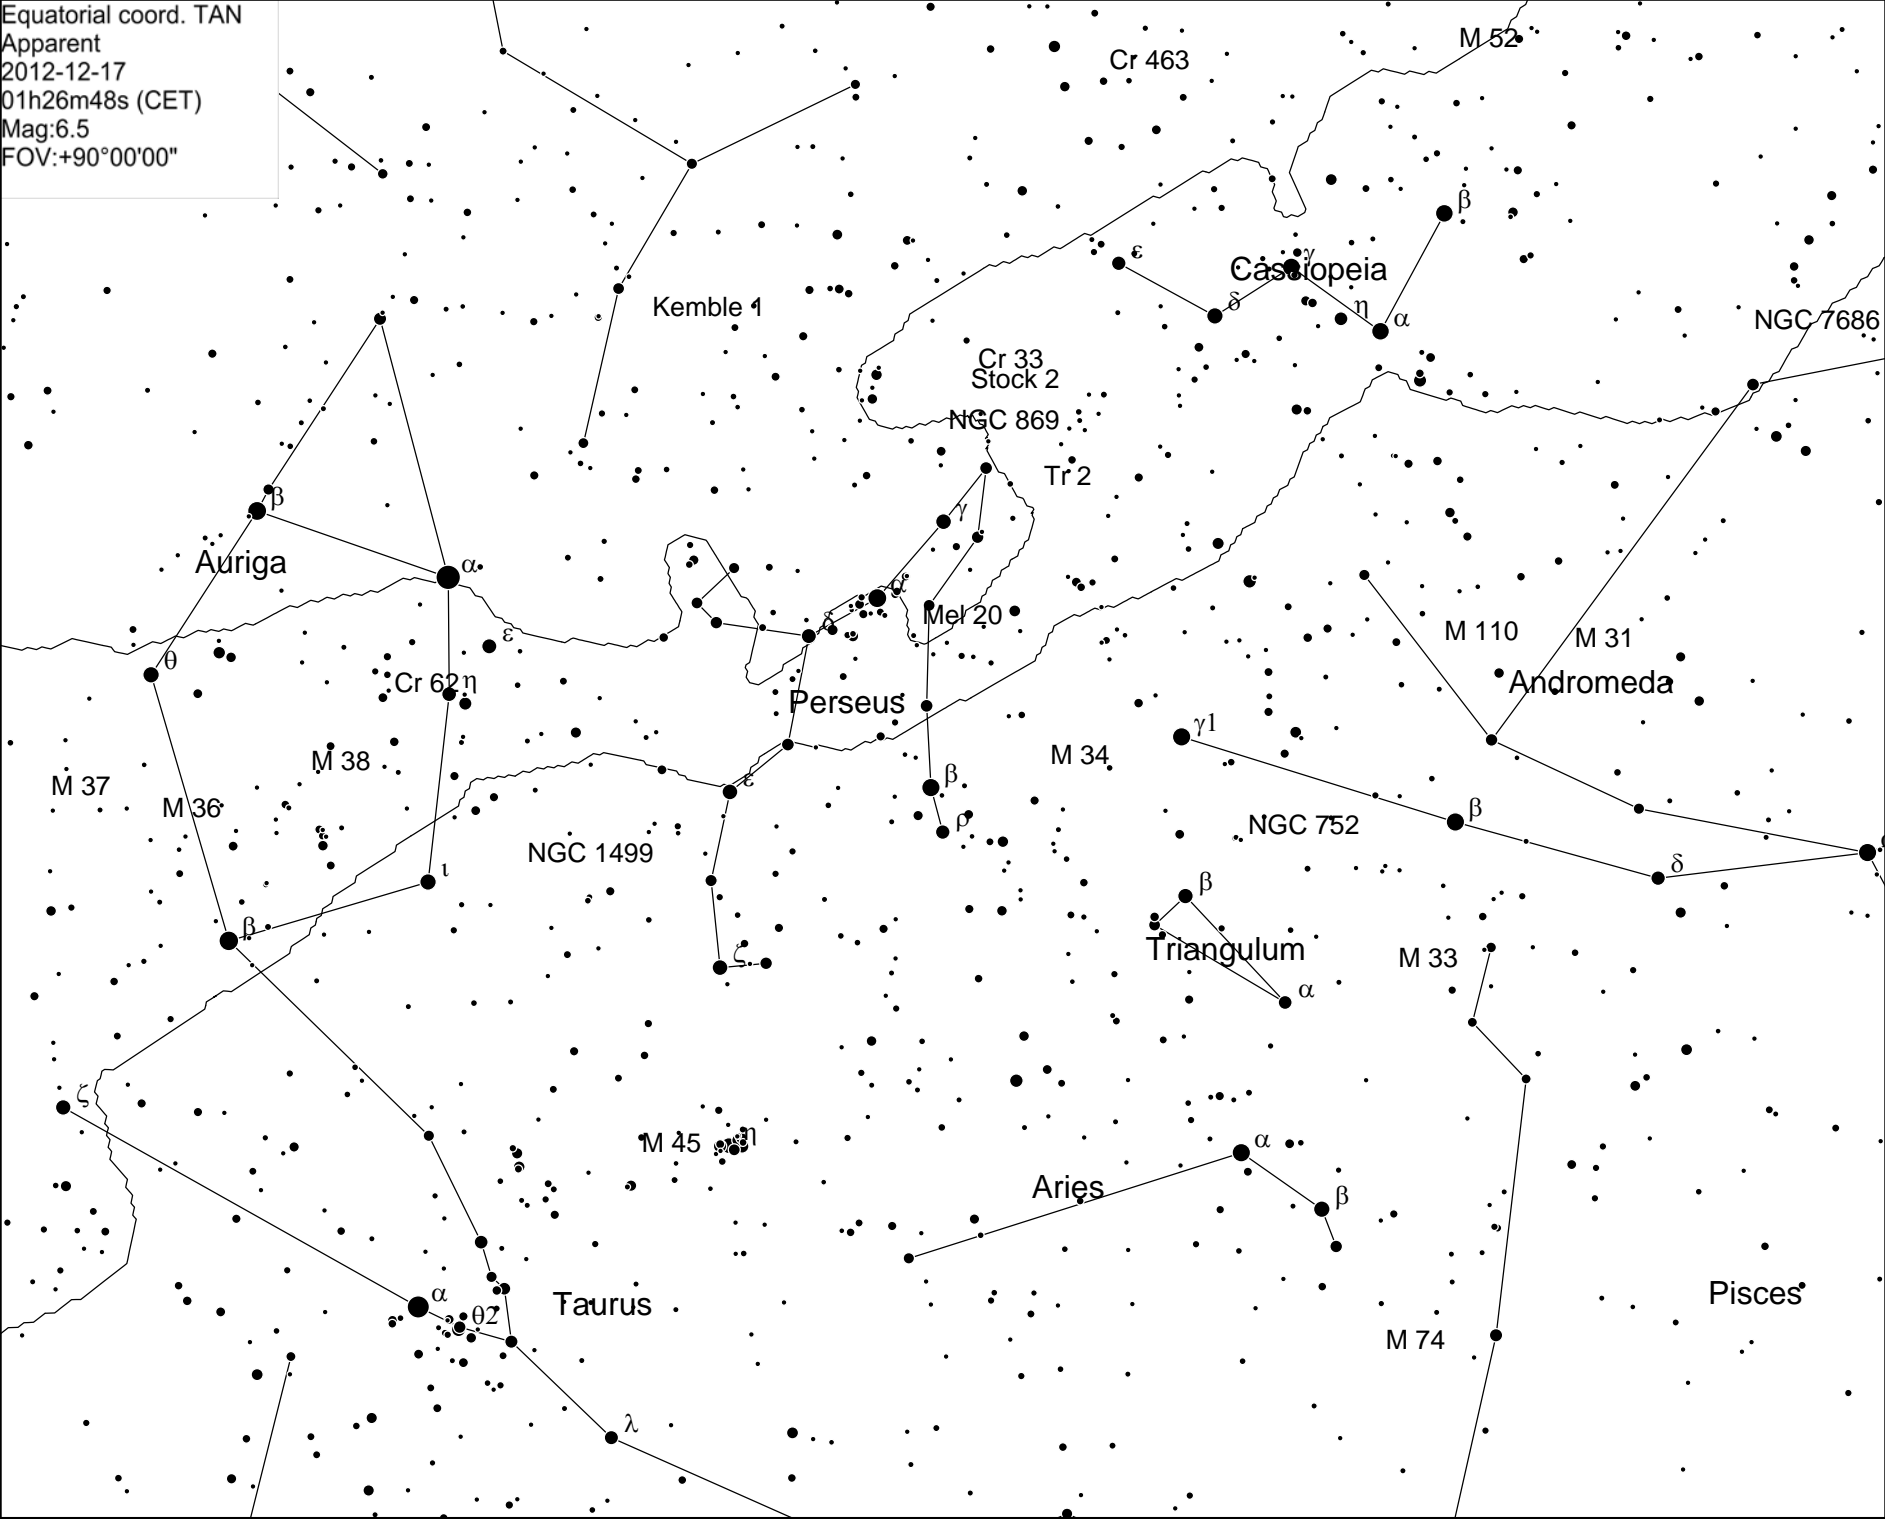 Equatorial coord. TAN
Apparent
2012-12-17
01h26m48s (CET)
Mag:6.5
FOV:+90°00'00"
M 52
Cr 463
β
ε
γ
Cassiopeia
δ
η
α
Kemble 1
NGC 7686
Cr 33
Stock 2
NGC 869
Tr 2
β
γ
Auriga
α
α
Mel 20
δ
ε
M 110
M 31
θ
Cr 62
η
Andromeda
Perseus
γ1
M 34
M 38
M 37
M 36
ε
β
ρ
β
NGC 752
NGC 1499
ι
δ
β
β
Triangulum
ζ
M 33
α
ζ
M 45
η
α
Aries
β
α
θ2
Taurus
Pisces
M 74
λ